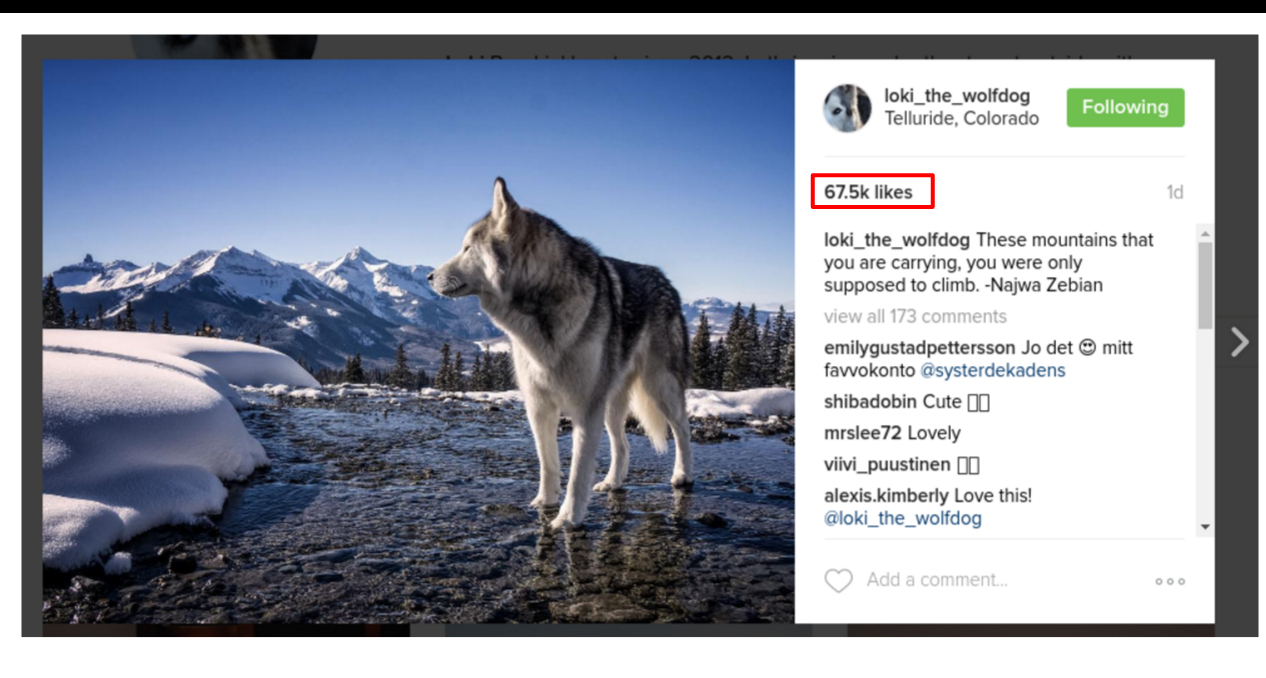 loki_the_wolfdog
Telluride, Colorado
Following
67.5k likes
1d
loki_the_wolfdog These mountains that
you are carrying, you were only
supposed to climb. -Najwa Zebian
view all 173 comments
emilygustadpettersson Jo det 😍 mitt
favvokonto @systerdekadens
shibadobin Cute
mrslee72 Lovely
viivi_puustinen
alexis.kimberly Love this!
@loki_the_wolfdog
Add a comment...